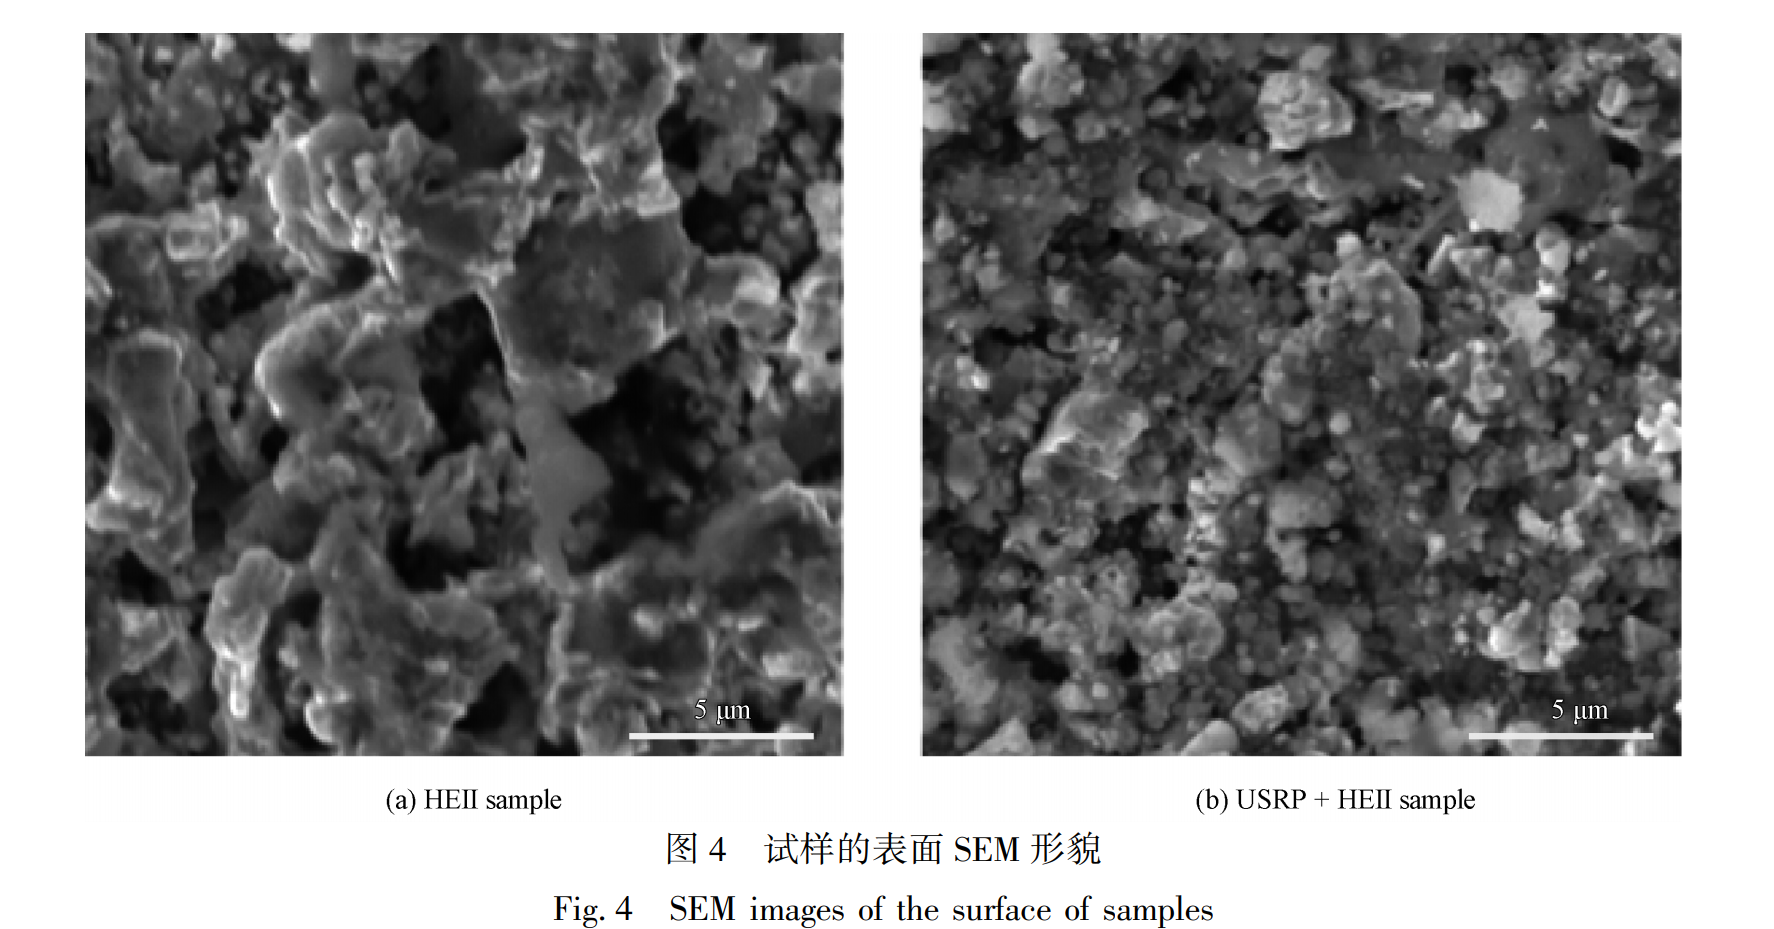 5 μm
5 μm
(a) HEII sample
(b) USRP + HEII sample
图 4 试样的表面 SEM 形貌
Fig. 4 SEM images of the surface of samples